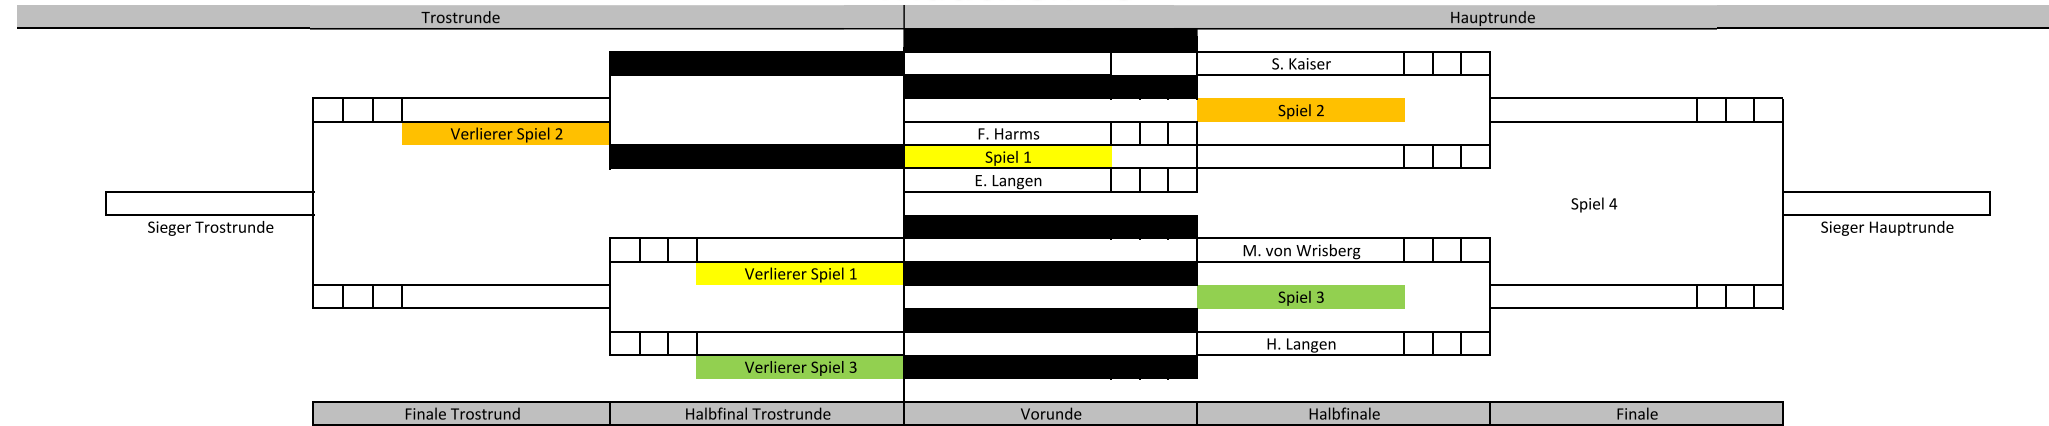 Trostrunde Hauptrunde
S. Kaiser
Spiel 2
Verlierer Spiel 2 F. Harms
Spiel 1
E. Langen
Spiel 4
Sieger Trostrunde Sieger Hauptrunde
M. von Wrisberg
Verlierer Spiel 1
Spiel 3
H. Langen
Verlierer Spiel 3
Finale Trostrund Halbfinal Trostrunde Vorunde Halbfinale Finale